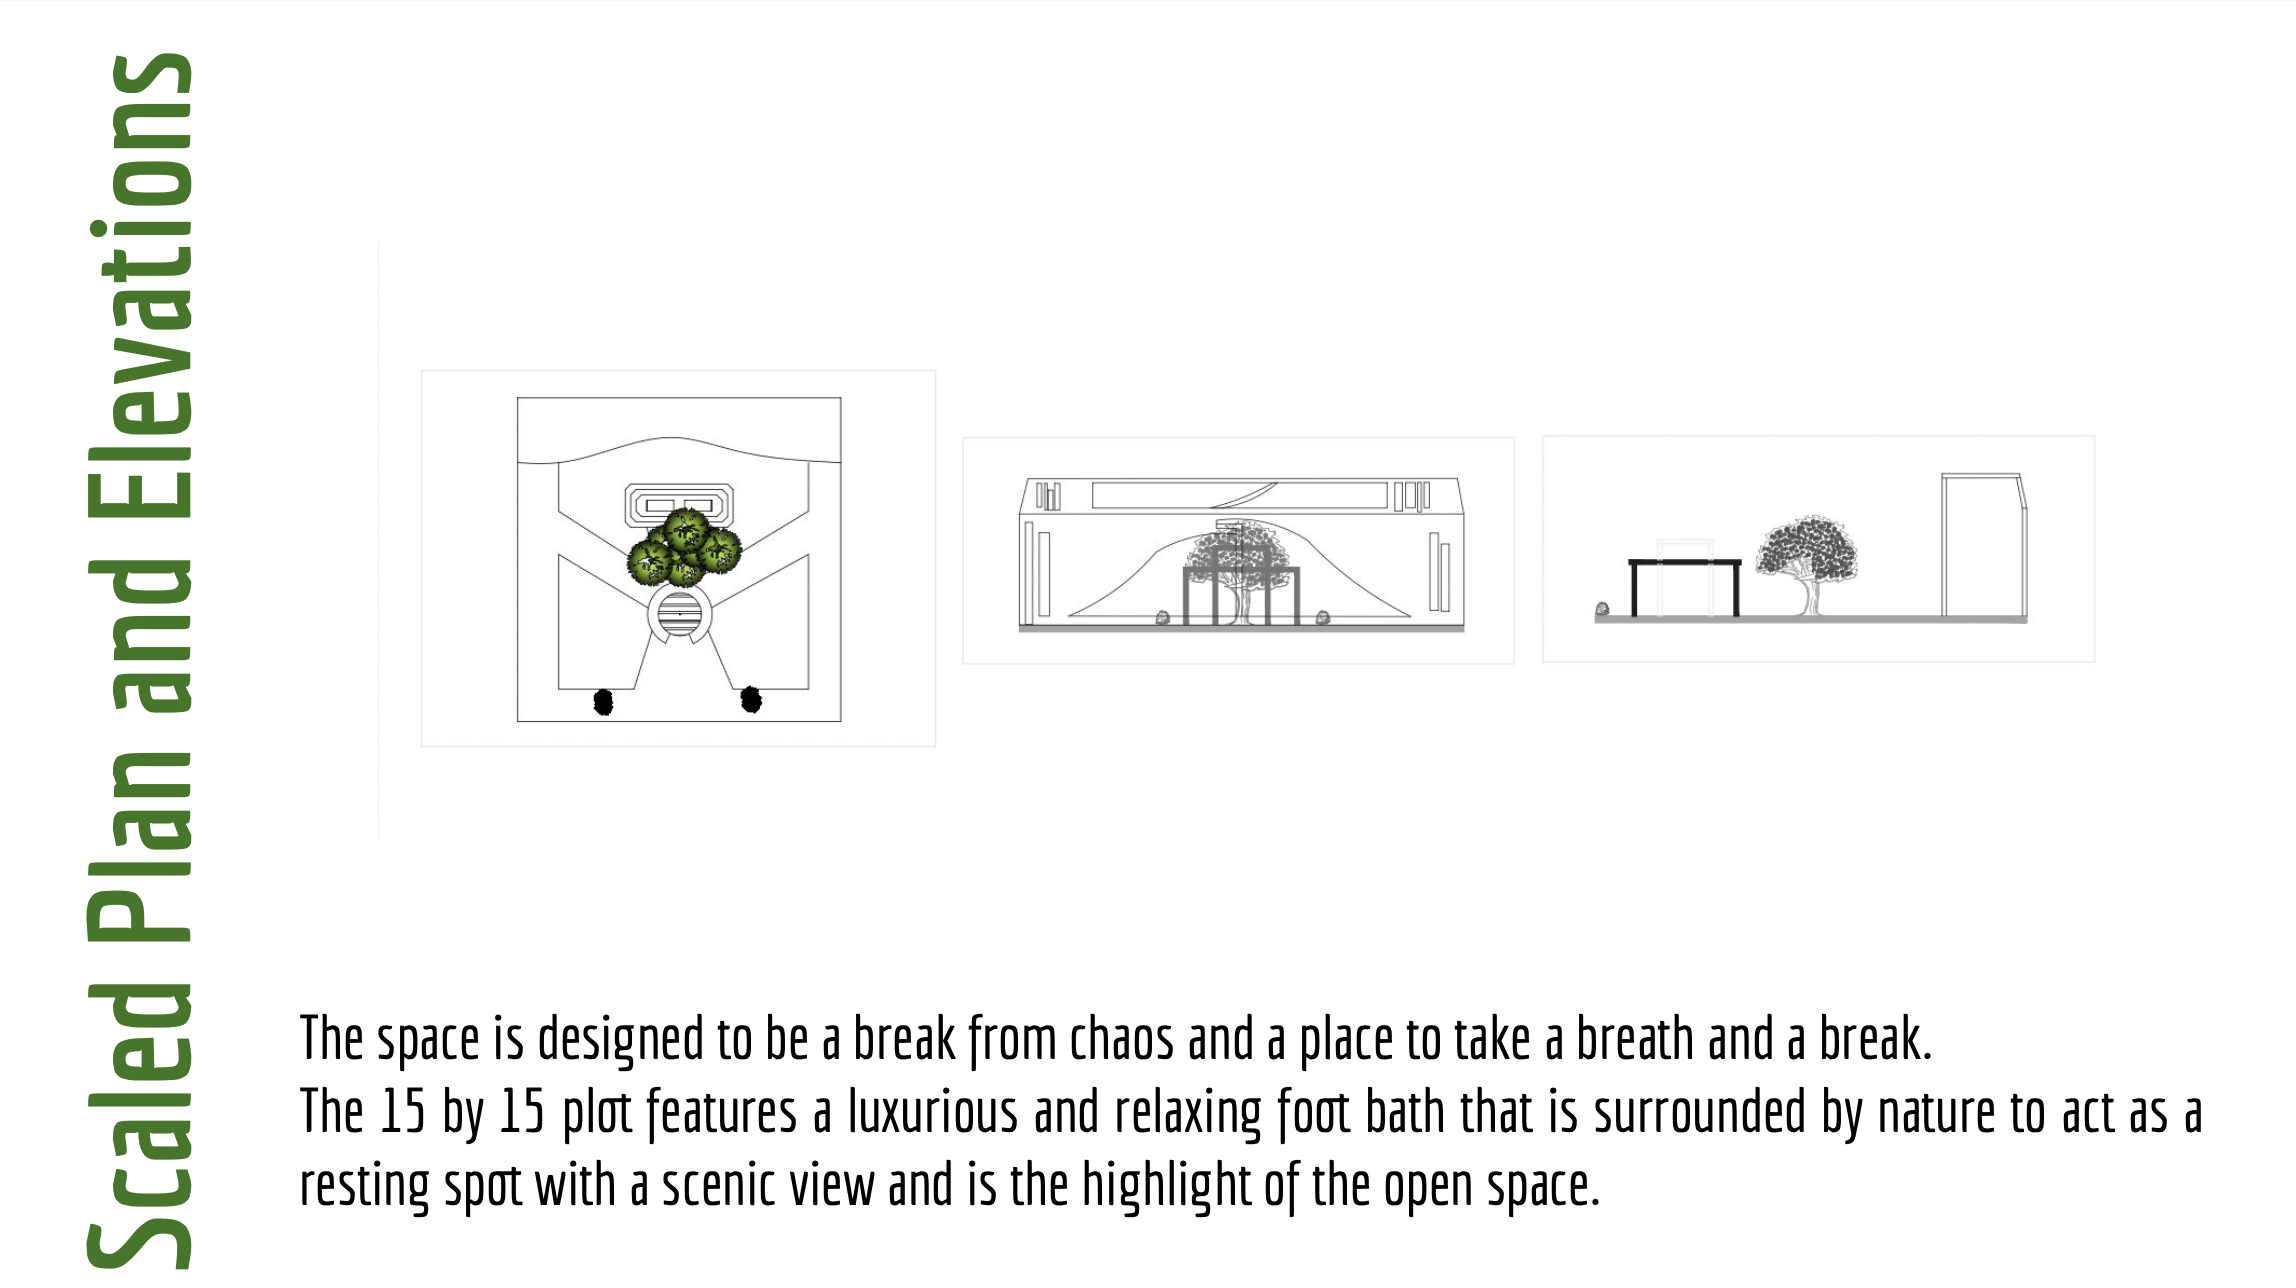 Scaled Plan and Elevations
The space is designed to be a break from chaos and a place to take a breath and a break.
The 15 by 15 plot features a luxurious and relaxing foot bath that is surrounded by nature to act as a
resting spot with a scenic view and is the highlight of the open space.